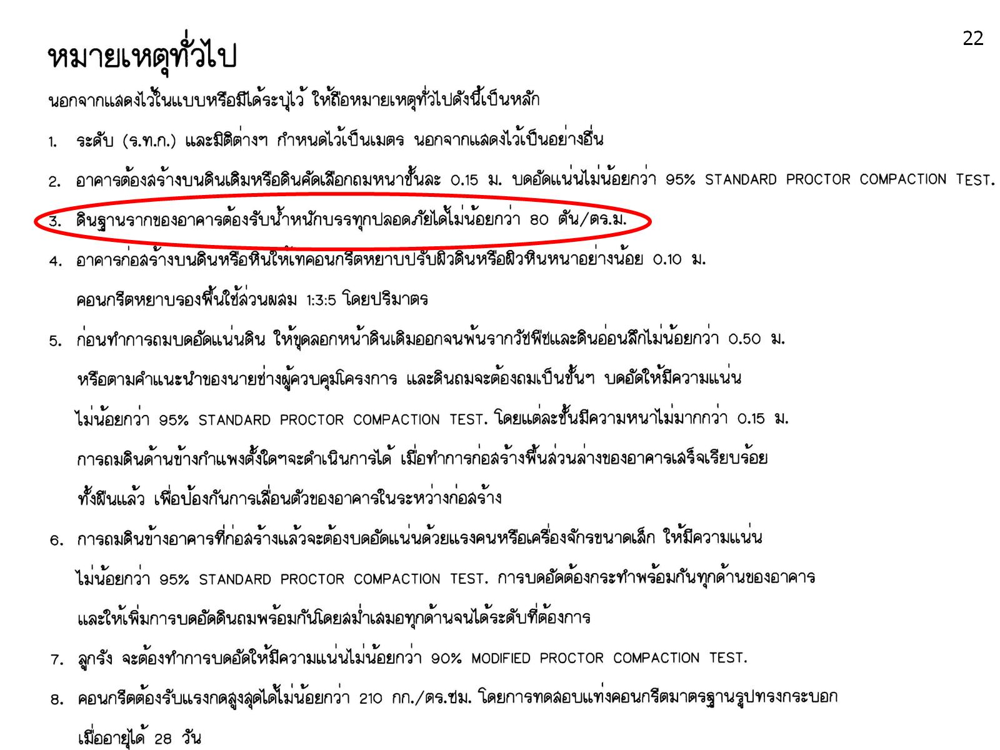 22
หมายเหตุทั่วไป
นอกจากแสดงไว้ในแบบหรือมิได้ระบุไว้ ให้ถือหมายเหตุทั่วไปดังนี้เป็นหลัก
1. ระดับ (ร.ท.ก.) และมิติต่างๆ กำหนดไว้เป็นเมตร นอกจากแสดงไว้เป็นอย่างอื่น
2. อาคารต้องสร้างบนดินเดิมหรือดินคัดเลือกถมหนาชั้นละ 0.15 ม. บดอัดแน่นไม่น้อยกว่า 95% STANDARD PROCTOR COMPACTION TEST.
3. ดินฐานรากของอาคารต้องรับน้ำหนักบรรทุกปลอดภัยได้ไม่น้อยกว่า 80 ตัน/ตร.ม.
4. อาคารก่อสร้างบนดินหรือหินให้เทคอนกรีตหยาบปรับผิวดินหรือผิวหินหนาอย่างน้อย 0.10 ม.
คอนกรีตหยาบรองพื้นใช้ส่วนผสม 1:3:5 โดยปริมาตร
5. ก่อนทำการถมบดอัดแน่นดิน ให้ขุดลอกหน้าดินเดิมออกจนพ้นรากวัชพืชและดินอ่อนลึกไม่น้อยกว่า 0.50 ม.
หรือตามคำแนะนำของนายช่างผู้ควบคุมโครงการ และดินถมจะต้องถมเป็นชั้นๆ บดอัดให้มีความแน่น
ไม่น้อยกว่า 95% STANDARD PROCTOR COMPACTION TEST. โดยแต่ละชั้นมีความหนาไม่มากกว่า 0.15 ม.
การถมดินด้านข้างกำแพงตั้งใดๆจะดำเนินการได้ เมื่อทำการก่อสร้างพื้นส่วนล่างของอาคารเสร็จเรียบร้อย
ทั้งผืนแล้ว เพื่อป้องกันการเลื่อนตัวของอาคารในระหว่างก่อสร้าง
6. การถมดินข้างอาคารที่ก่อสร้างแล้วจะต้องบดอัดแน่นด้วยแรงคนหรือเครื่องจักรขนาดเล็ก ให้มีความแน่น
ไม่น้อยกว่า 95% STANDARD PROCTOR COMPACTION TEST. การบดอัดต้องกระทำพร้อมกันทุกด้านของอาคาร
และให้เพิ่มการบดอัดดินถมพร้อมกันโดยสม่ำเสมอทุกด้านจนได้ระดับที่ต้องการ
7. ลูกรัง จะต้องทำการบดอัดให้มีความแน่นไม่น้อยกว่า 90% MODIFIED PROCTOR COMPACTION TEST.
8. คอนกรีตต้องรับแรงกดสูงสุดได้ไม่น้อยกว่า 210 กก./ตร.ซม. โดยการทดสอบแท่งคอนกรีตมาตรฐานรูปทรงกระบอก
เมื่ออายุได้ 28 วัน